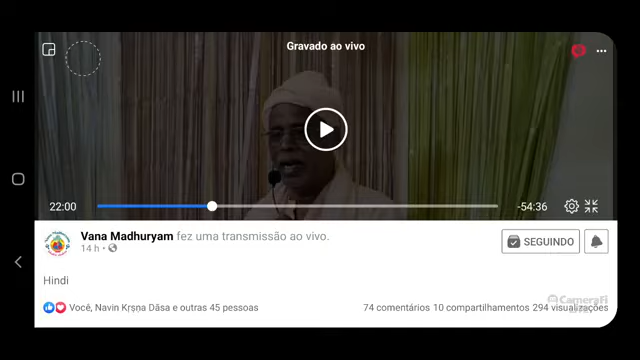 Gravado ao vivo
22:00
-54:36
Vana Madhuryam fez uma transmissão ao vivo.
14 h
SEGUINDO
Hindi
Você, Navin Kṛṣṇa Dāsa e outras 45 pessoas
74 comentários 10 compartilhamentos 294 visualizações
CameraFi